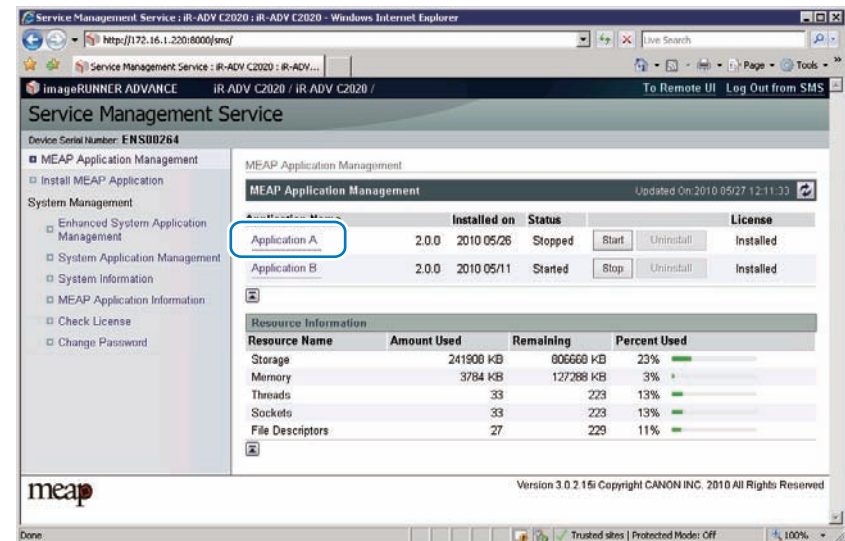 Service Management Service : iR-ADV C2020 : iR-ADV C2020 - Windows Internet Explorer
http://172.16.1.220:8000/sms/
Live Search
Service Management Service : iR-ADV C2020 : iR-ADV...
Page Tools
imageRUNNER ADVANCE iR-ADV C2020 / iR-ADV C2020 / To Remote UI Log Out from SMS
Service Management Service
Device Serial Number: ENS00264
MEAP Application Management
Install MEAP Application
System Management
Enhanced System Application Management
System Application Management
System Information
MEAP Application Information
Check License
Change Password
MEAP Application Management
MEAP Application Management Updated On:2010 05/27 12:11:33
Application Name Installed on Status License
Application A 2.0.0 2010 05/26 Stopped Start Uninstall Installed
Application B 2.0.0 2010 05/11 Started Stop Uninstall Installed
Resource Information
Resource Name Amount Used Remaining Percent Used
Storage 241908 KB 806668 KB 23%
Memory 3784 KB 127288 KB 3%
Threads 33 223 13%
Sockets 33 223 13%
File Descriptors 27 229 11%
meap
Version 3.0.2.15i Copyright CANON INC. 2010 All Rights Reserved
Done Trusted sites | Protected Mode: Off 100%